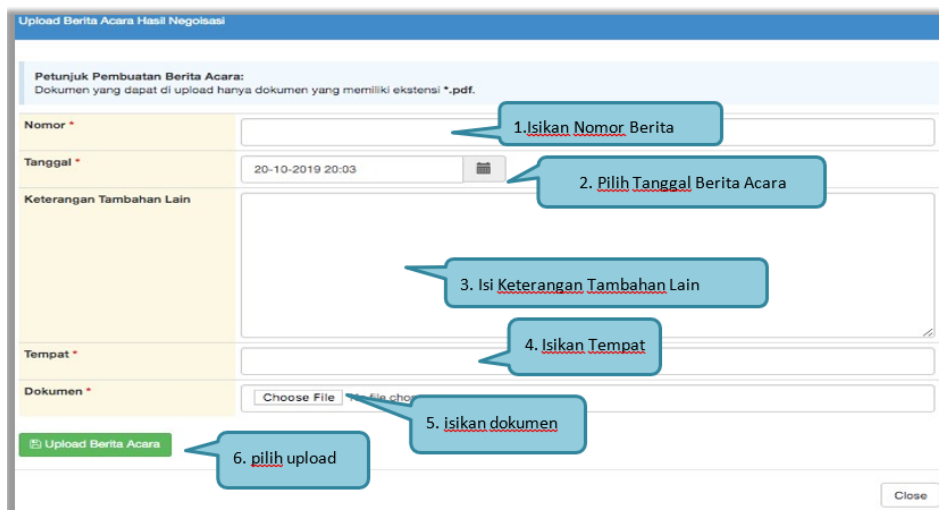 Upload Berita Acara Hasil Negoisasi
Petunjuk Pembuatan Berita Acara:
Dokumen yang dapat di upload hanya dokumen yang memiliki ekstensi *.pdf.
Nomor *
1.Isikan Nomor Berita
Tanggal *
20-10-2019 20:03
2. Pilih Tanggal Berita Acara
Keterangan Tambahan Lain
3. Isi Keterangan Tambahan Lain
4. Isikan Tempat
Tempat *
Dokumen *
Choose File
file
5. isikan dokumen
Upload Berita Acara
6. pilih upload
Close